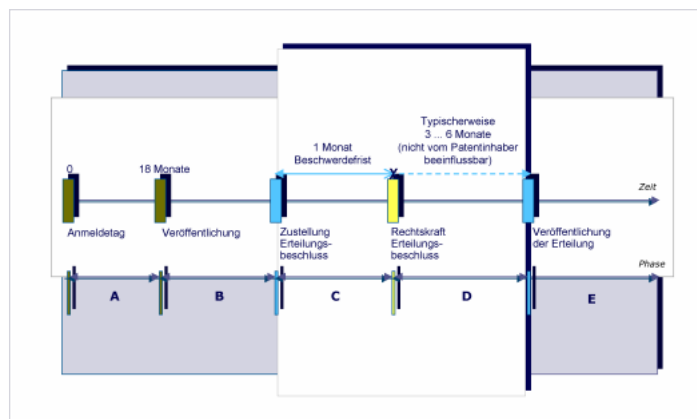 Typischerweise
3 ... 6 Monate
(nicht vom Patentinhaber
beeinflussbar)
1 Monat
Beschwerdefrist
0
18 Monate
Zeit
Anmeldetag
Veröffentlichung
Zustellung
Erteilungs-
beschluss
Rechtskraft
Erteilungs-
beschluss
Veröffentlichung
der Erteilung
Phase
A
B
C
D
E